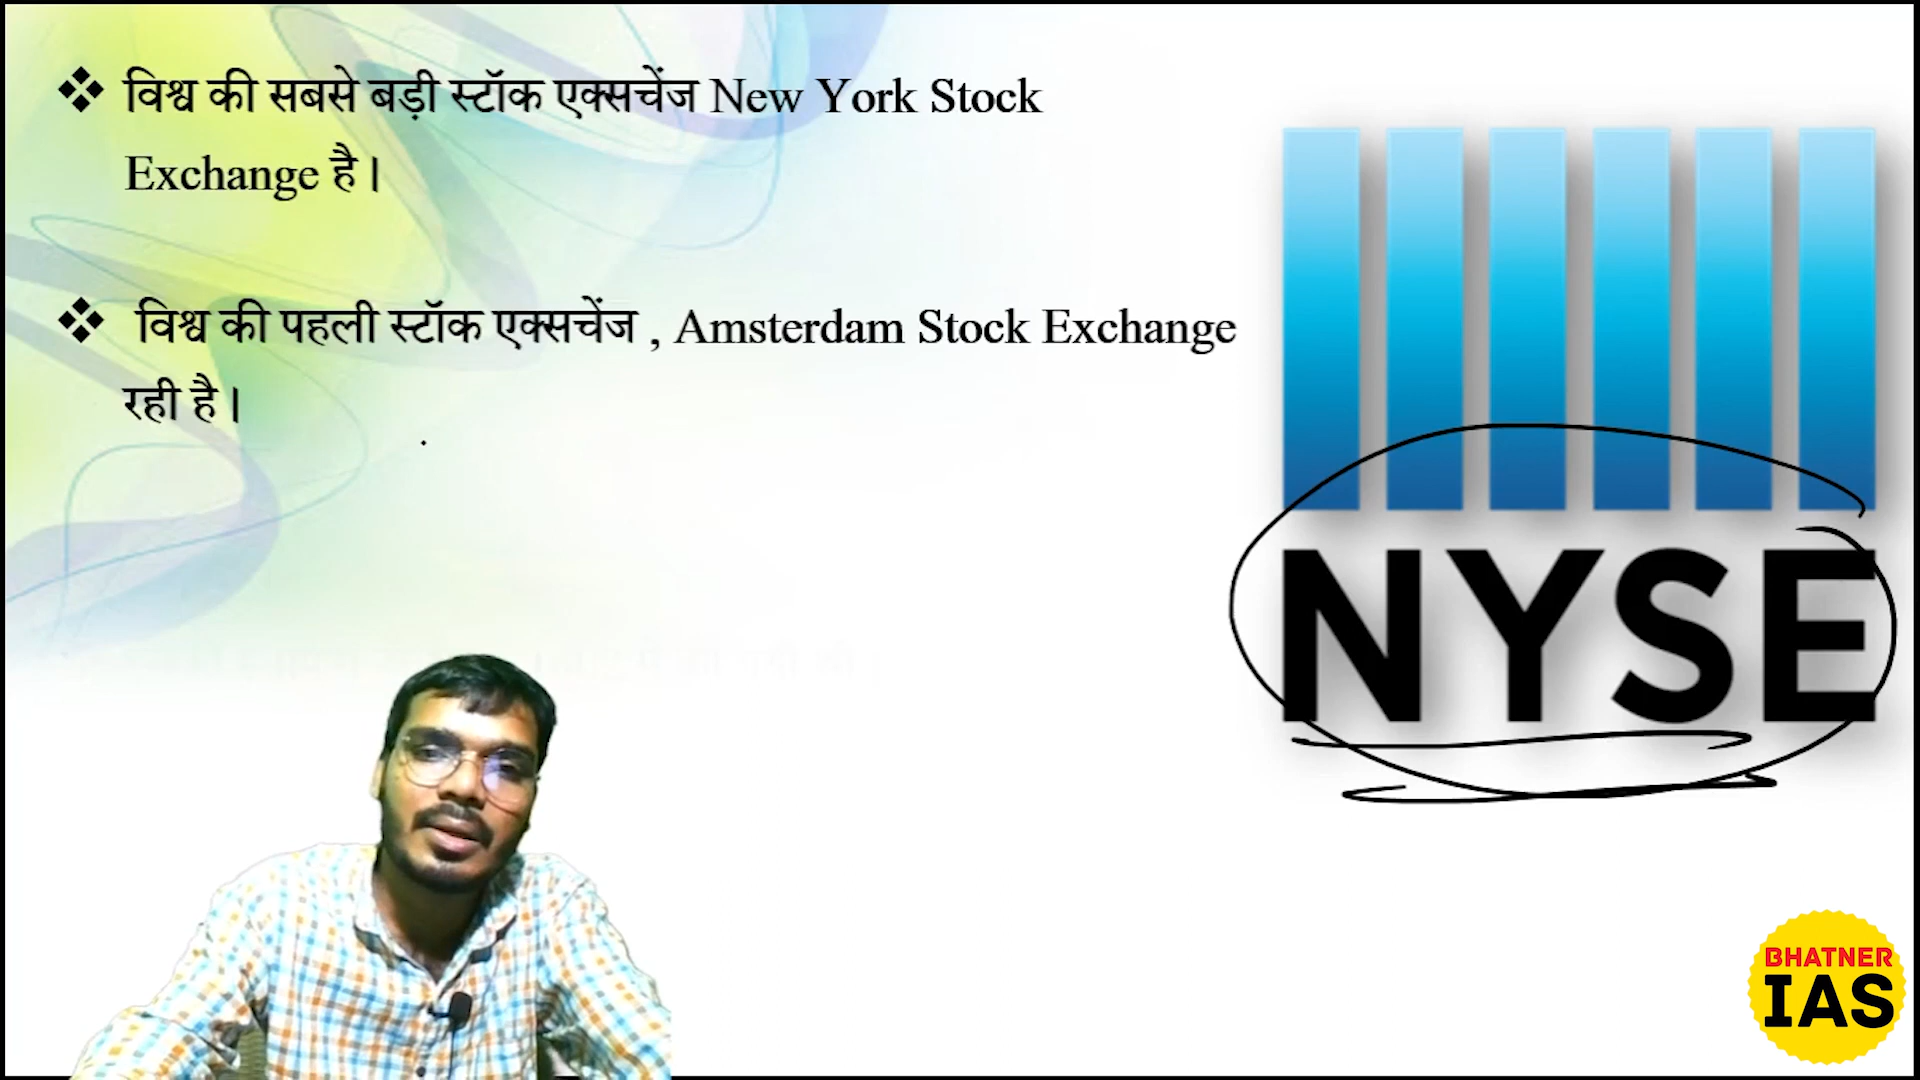 ❖ विश्व की सबसे बड़ी स्टॉक एक्सचेंज New York Stock
Exchange है।
❖ विश्व की पहली स्टॉक एक्सचेंज , Amsterdam Stock Exchange
रही है।
NYSE
BHATNER
IAS